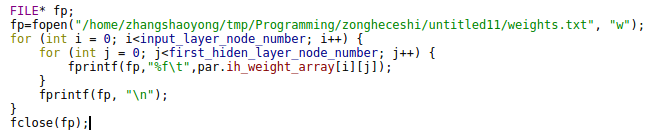 FILE* fp;
fp=fopen("/home/zhangshaoyong/tmp/Programming/zongheceshi/untitled11/weights.txt", "w");
for (int i = 0; i<input_layer_node_number; i++) {
    for (int j = 0; j<first_hiden_layer_node_number; j++) {
        fprintf(fp,"%f\t",par.ih_weight_array[i][j]);
    }
    fprintf(fp, "\n");
}
fclose(fp);